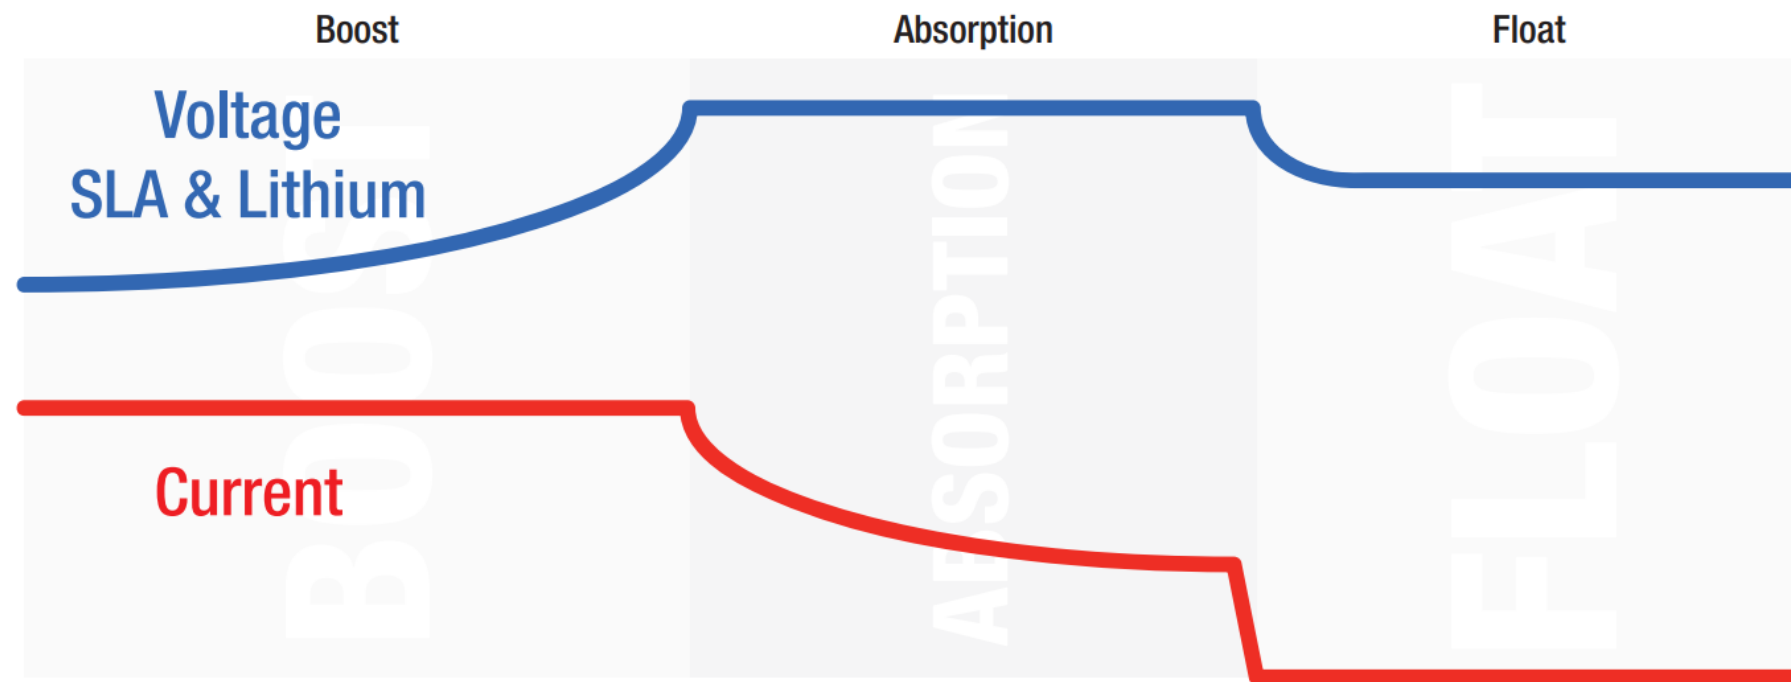 Boost
Absorption
Float
Voltage
SLA & Lithium
Current
BOOST
ABSORPTION
FLOAT